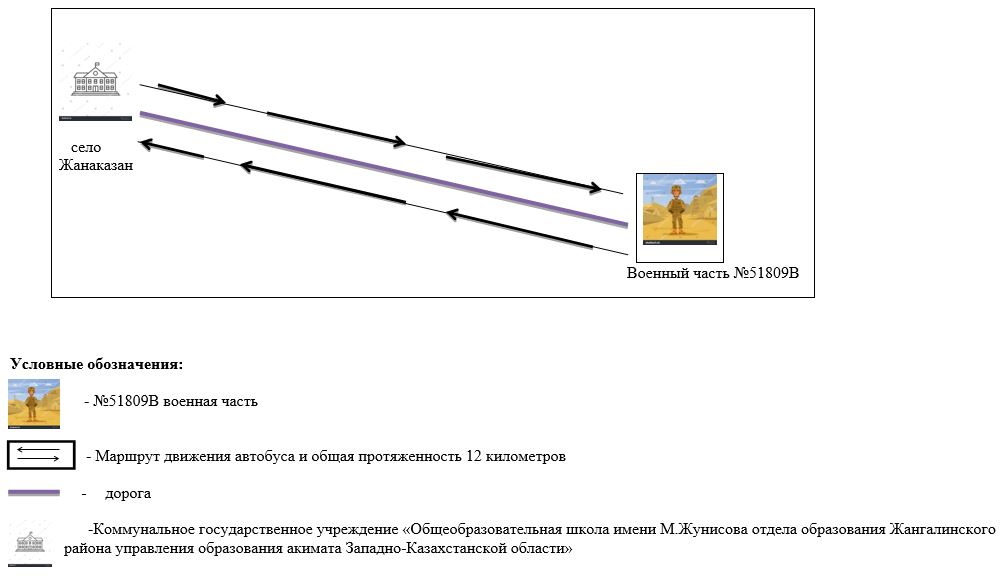 село
Жанаказан
Военный часть №51809В
Условные обозначения:
- №51809В военная часть
- Маршрут движения автобуса и общая протяженность 12 километров
- дорога
-Коммунальное государственное учреждение «Общеобразовательная школа имени М.Жунисова отдела образования Жангалинского
района управления образования акимата Западно-Казахстанской области»